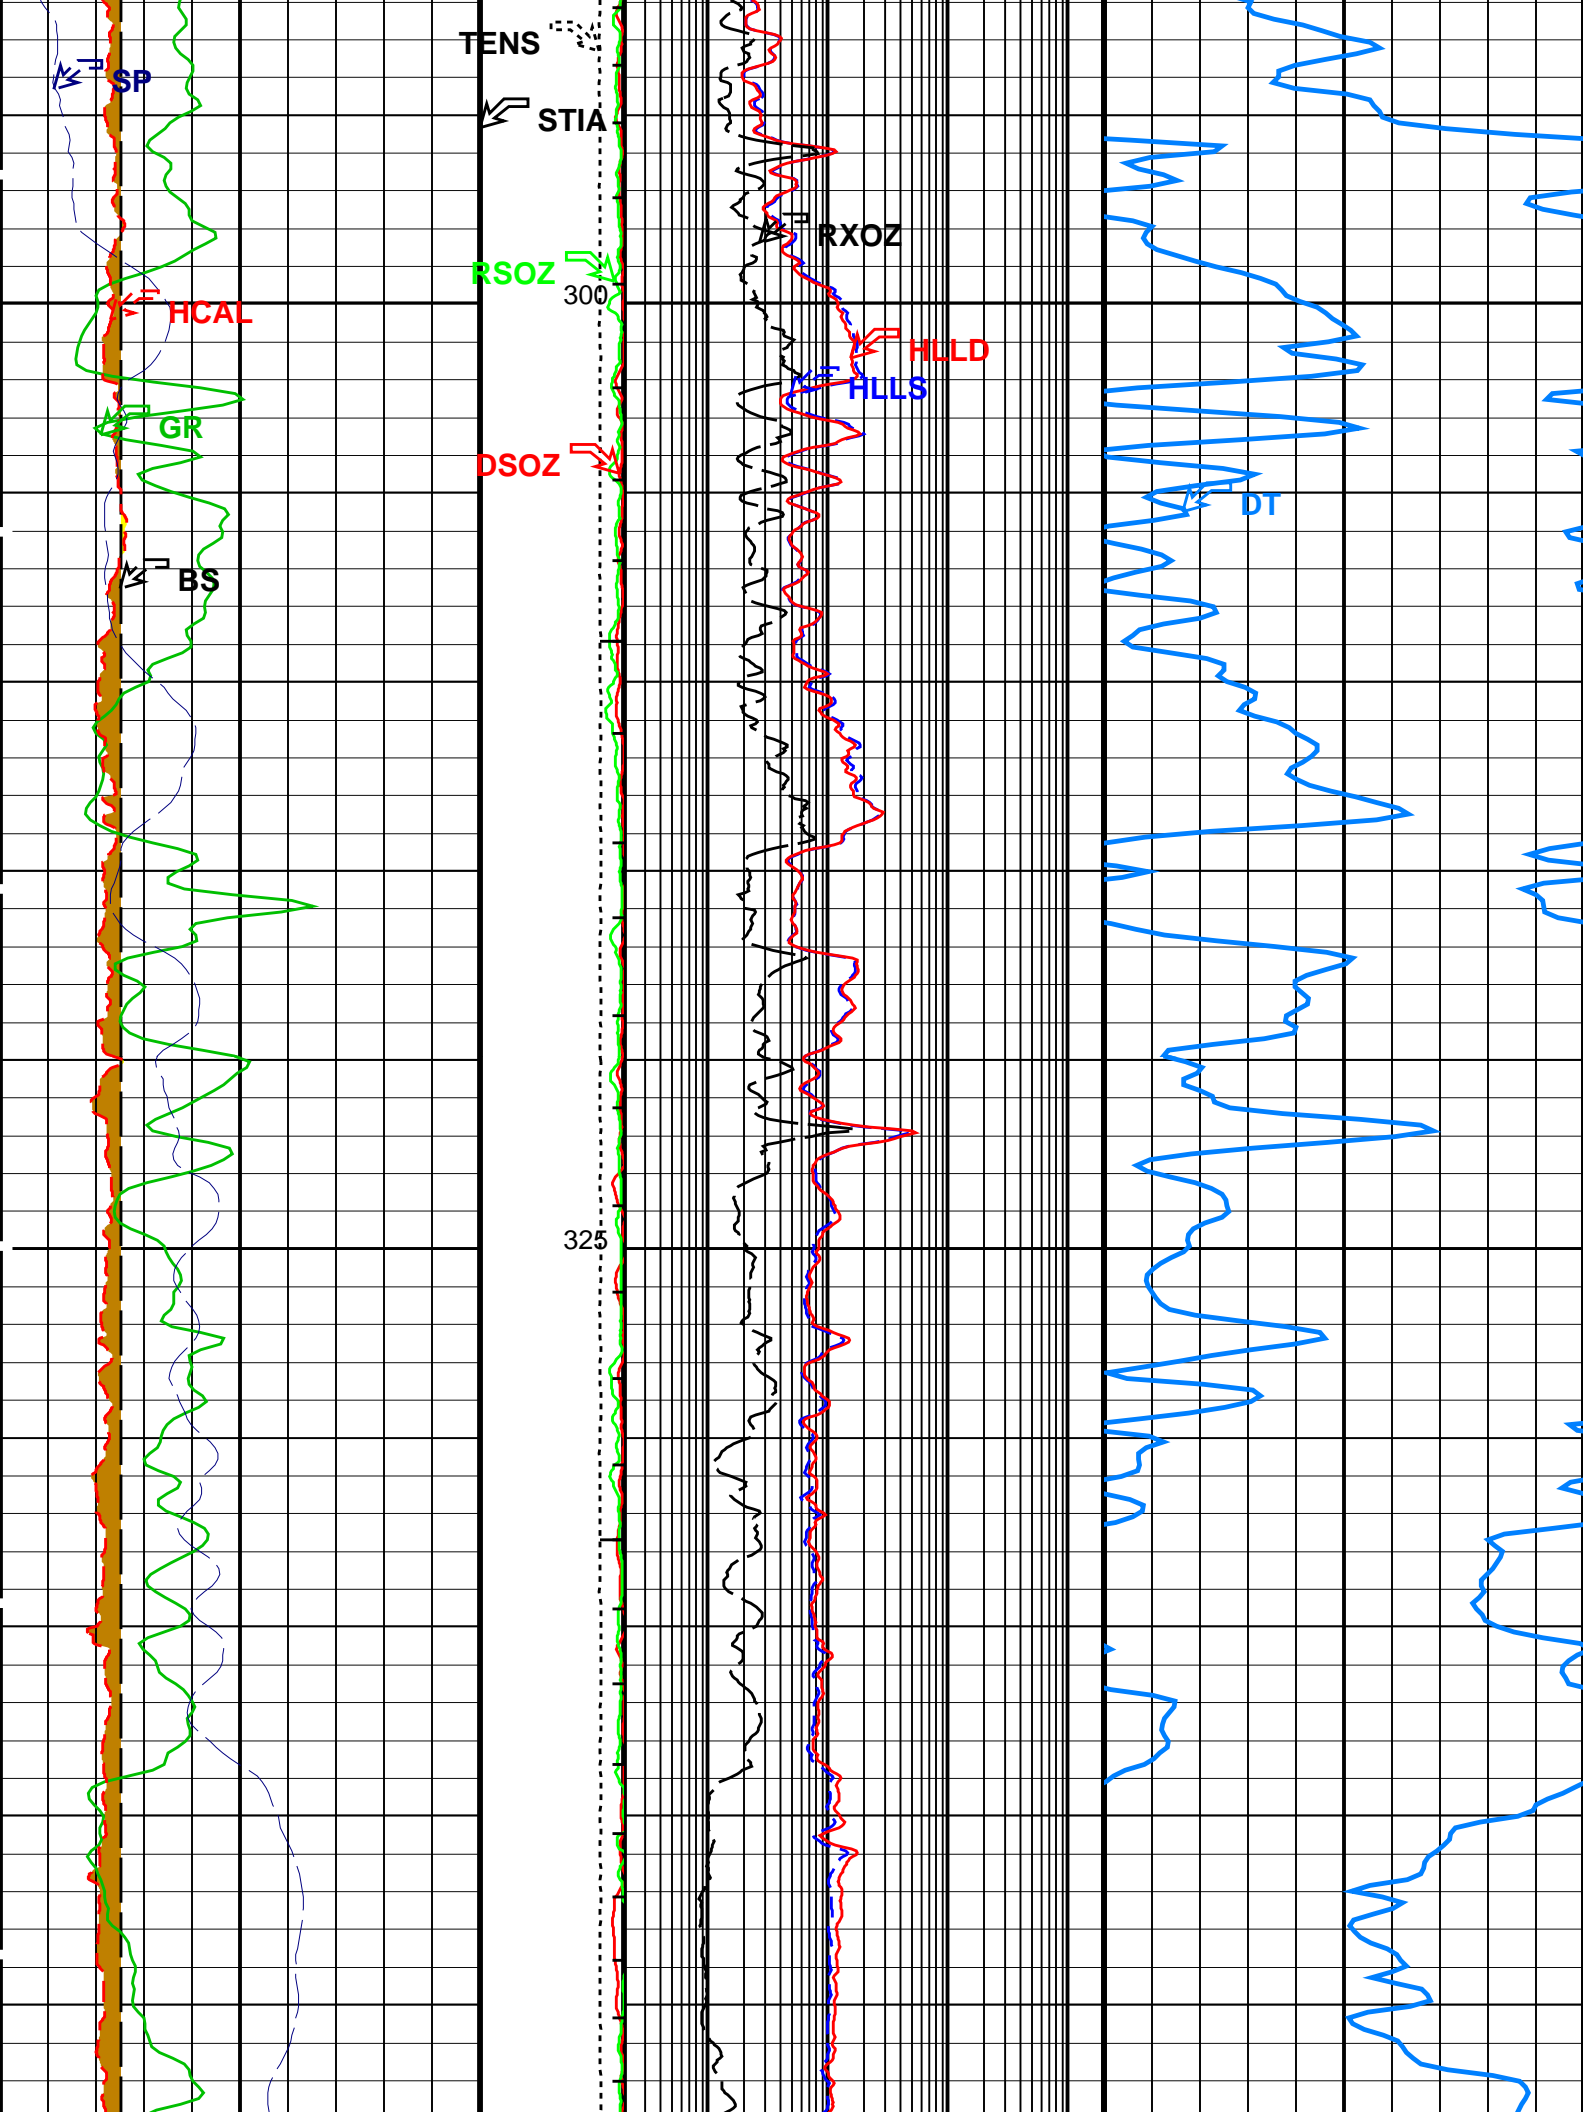 TENS
SP
STIA
RXOZ
RSOZ
300
HCAL
HLLD
HLLS
GR
DSOZ
DT
BS
325